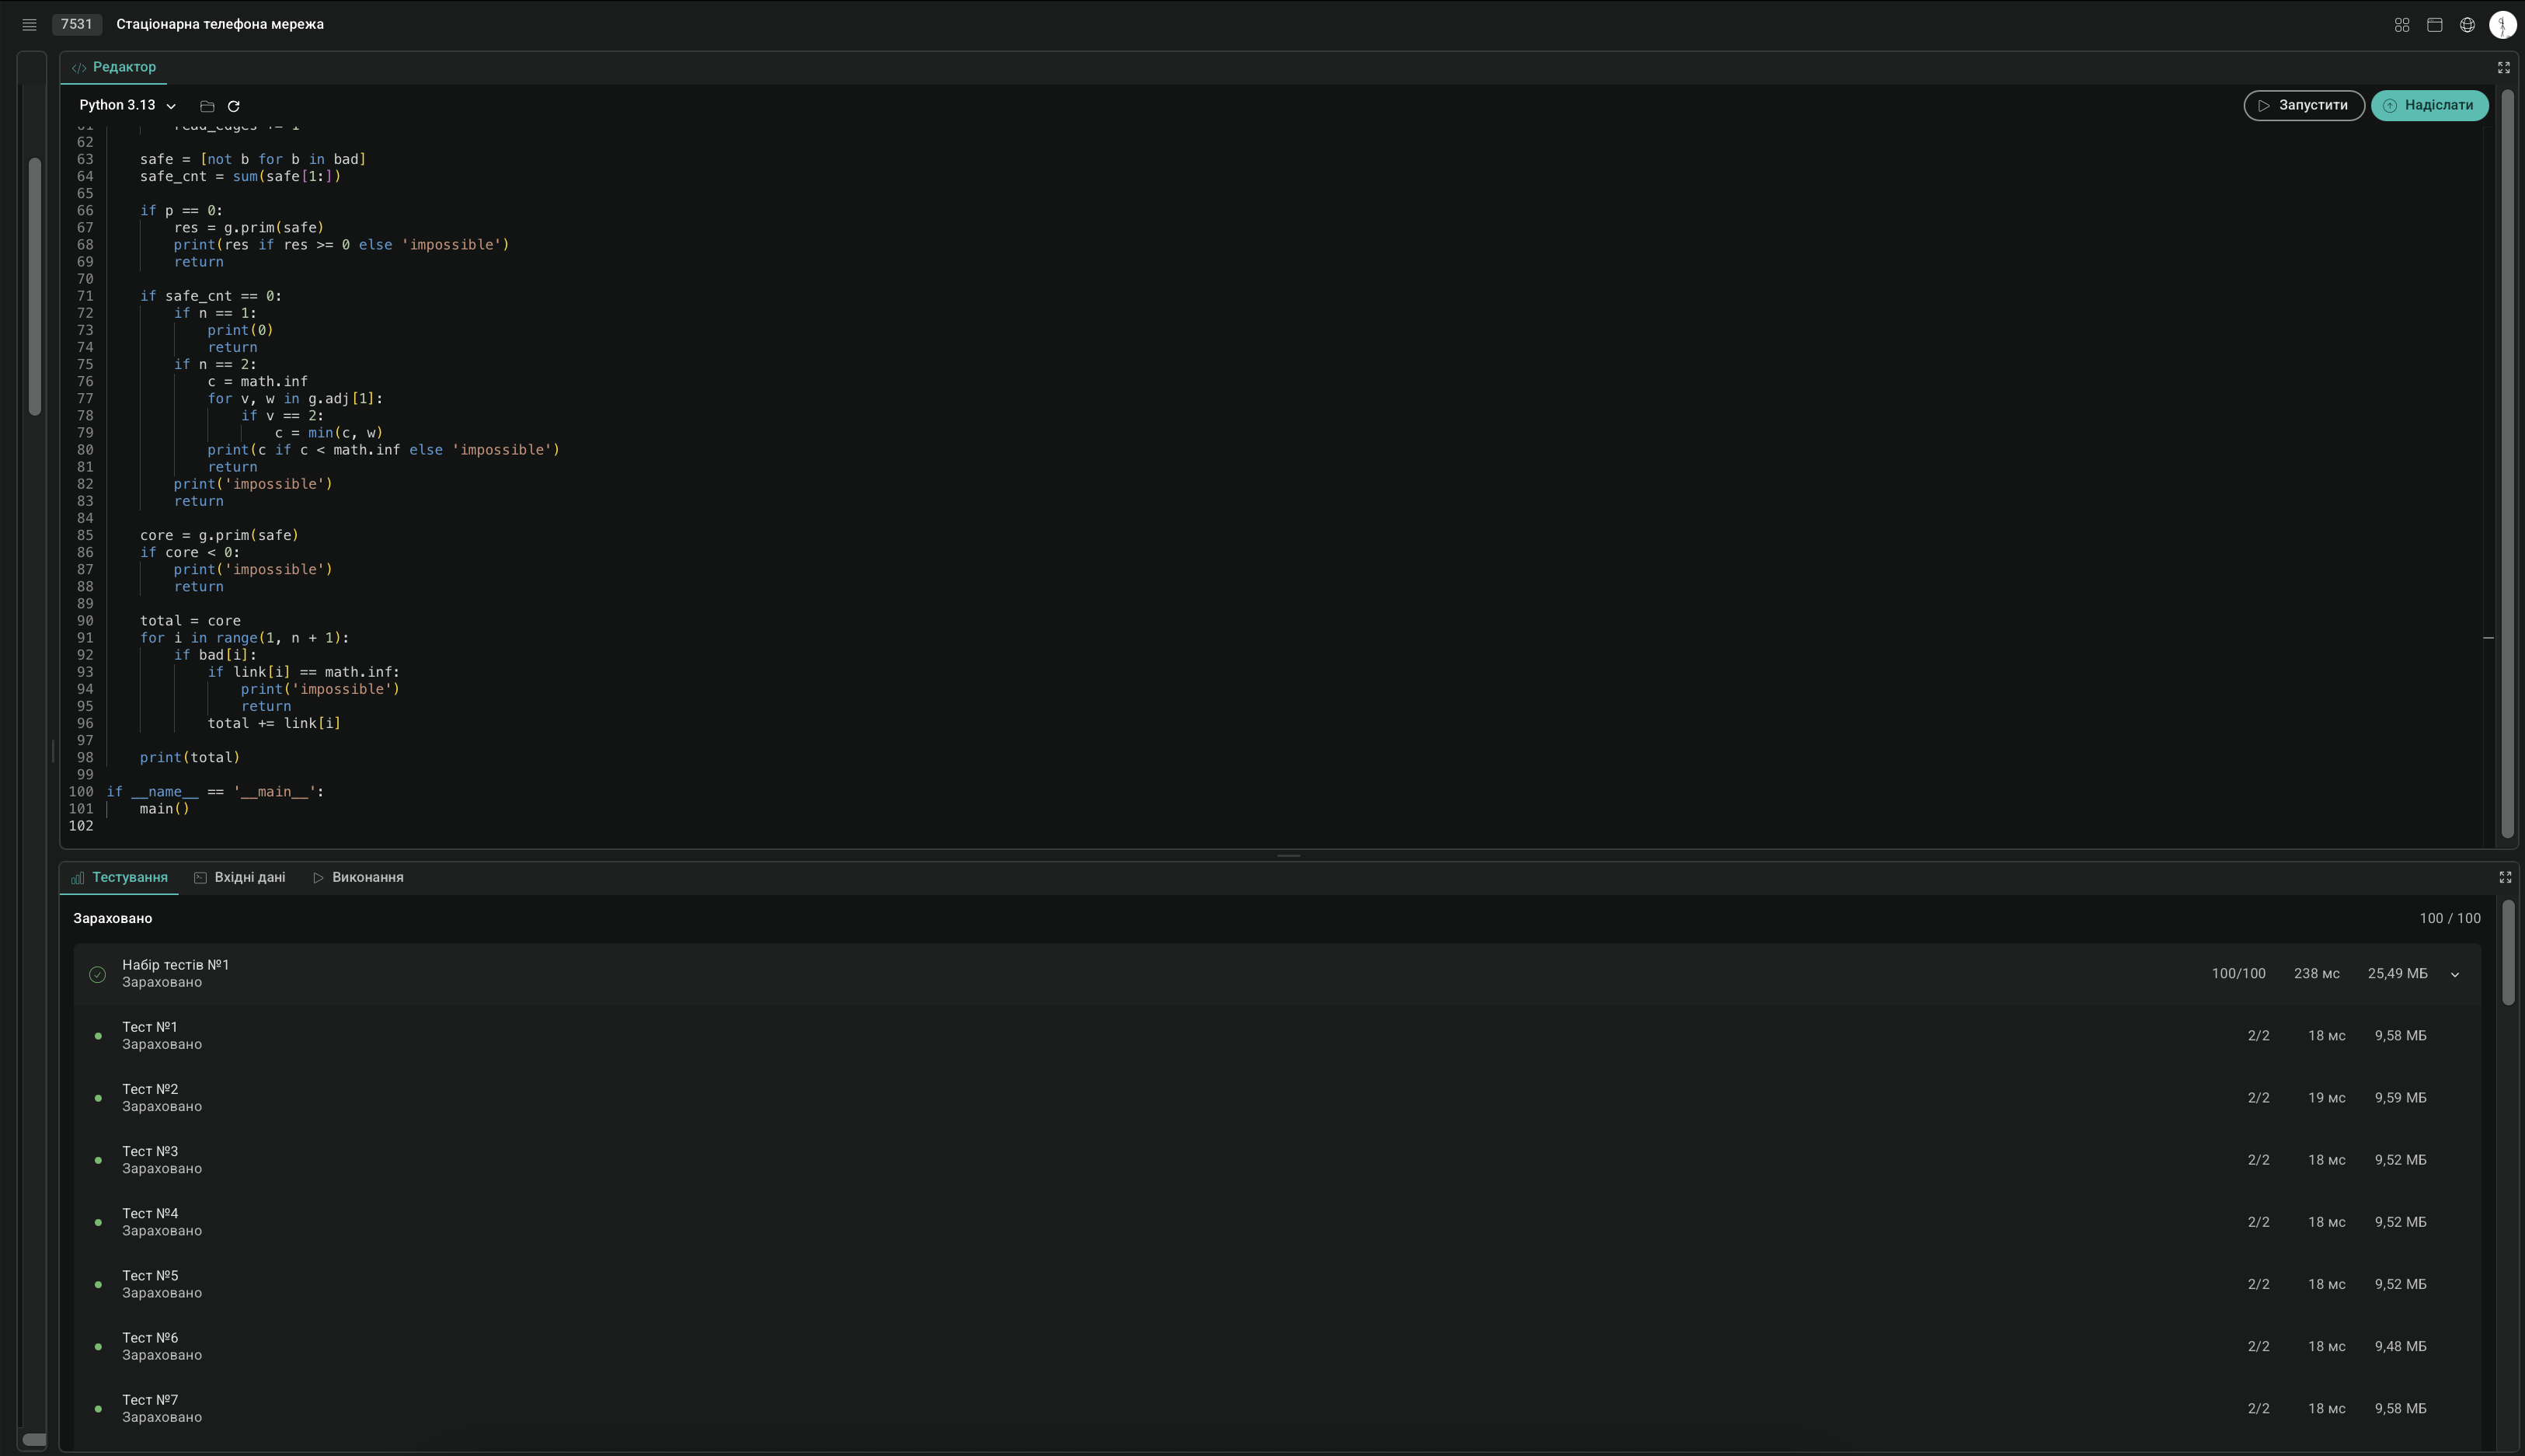 7531 Стаціонарна телефона мережа
</> Редактор
Python 3.13
Запустити Надіслати
61 read_edges += 1
62
63 safe = [not b for b in bad]
64 safe_cnt = sum(safe[1:])
65
66 if p == 0:
67 res = g.prim(safe)
68 print(res if res >= 0 else 'impossible')
69 return
70
71 if safe_cnt == 0:
72 if n == 1:
73 print(0)
74 return
75 if n == 2:
76 c = math.inf
77 for v, w in g.adj[1]:
78 if v == 2:
79 c = min(c, w)
80 print(c if c < math.inf else 'impossible')
81 return
82 print('impossible')
83 return
84
85 core = g.prim(safe)
86 if core < 0:
87 print('impossible')
88 return
89
90 total = core
91 for i in range(1, n + 1):
92 if bad[i]:
93 if link[i] == math.inf:
94 print('impossible')
95 return
96 total += link[i]
97
98 print(total)
99
100 if __name__ == '__main__':
101 main()
102
Тестування Вхідні дані Виконання
Зараховано 100 / 100
Набір тестів №1
Зараховано
100/100 238 мс 25,49 МБ
Тест №1
Зараховано
2/2 18 мс 9,58 МБ
Тест №2
Зараховано
2/2 19 мс 9,59 МБ
Тест №3
Зараховано
2/2 18 мс 9,52 МБ
Тест №4
Зараховано
2/2 18 мс 9,52 МБ
Тест №5
Зараховано
2/2 18 мс 9,52 МБ
Тест №6
Зараховано
2/2 18 мс 9,48 МБ
Тест №7
Зараховано
2/2 18 мс 9,58 МБ